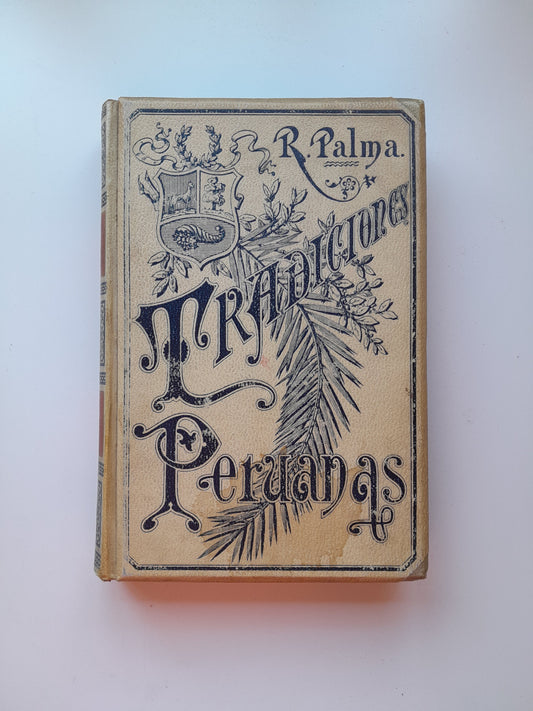 R. Palma.
TRADICIONES
PERUANAS